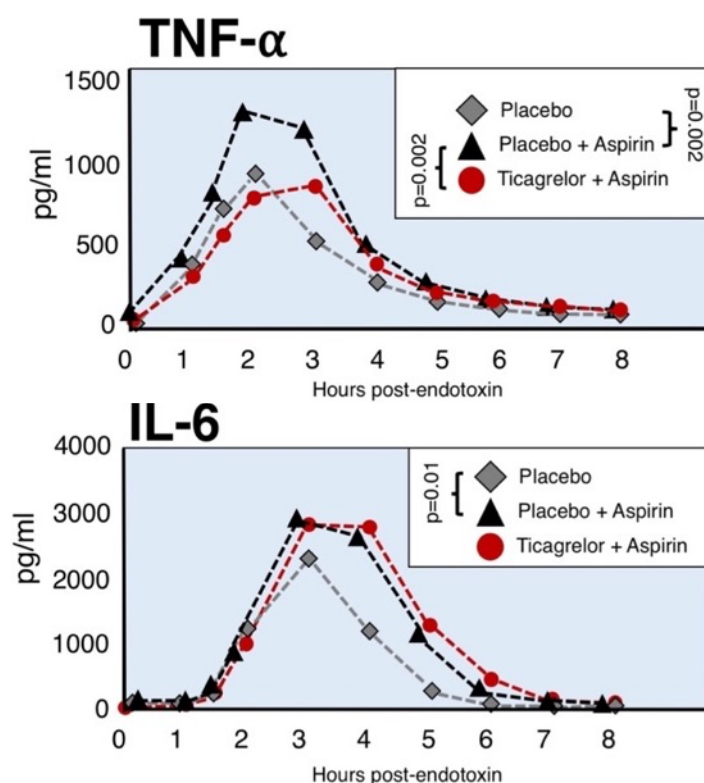 TNF-α
1500
1000
500
0
pg/ml
Placebo
Placebo + Aspirin
Ticagrelor + Aspirin
p=0.002
p=0.002
0 1 2 3 4 5 6 7 8
Hours post-endotoxin
IL-6
4000
3000
2000
1000
0
pg/ml
Placebo
Placebo + Aspirin
Ticagrelor + Aspirin
p=0.01
0 1 2 3 4 5 6 7 8
Hours post-endotoxin